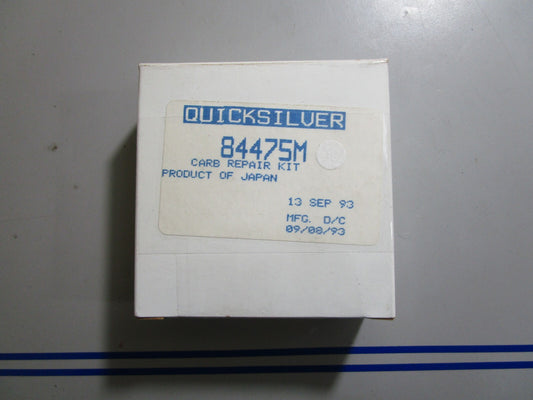 QUICKSILVER
84475M
CARB REPAIR KIT
PRODUCT OF JAPAN
13 SEP 93
MFG. D/C
09/08/93